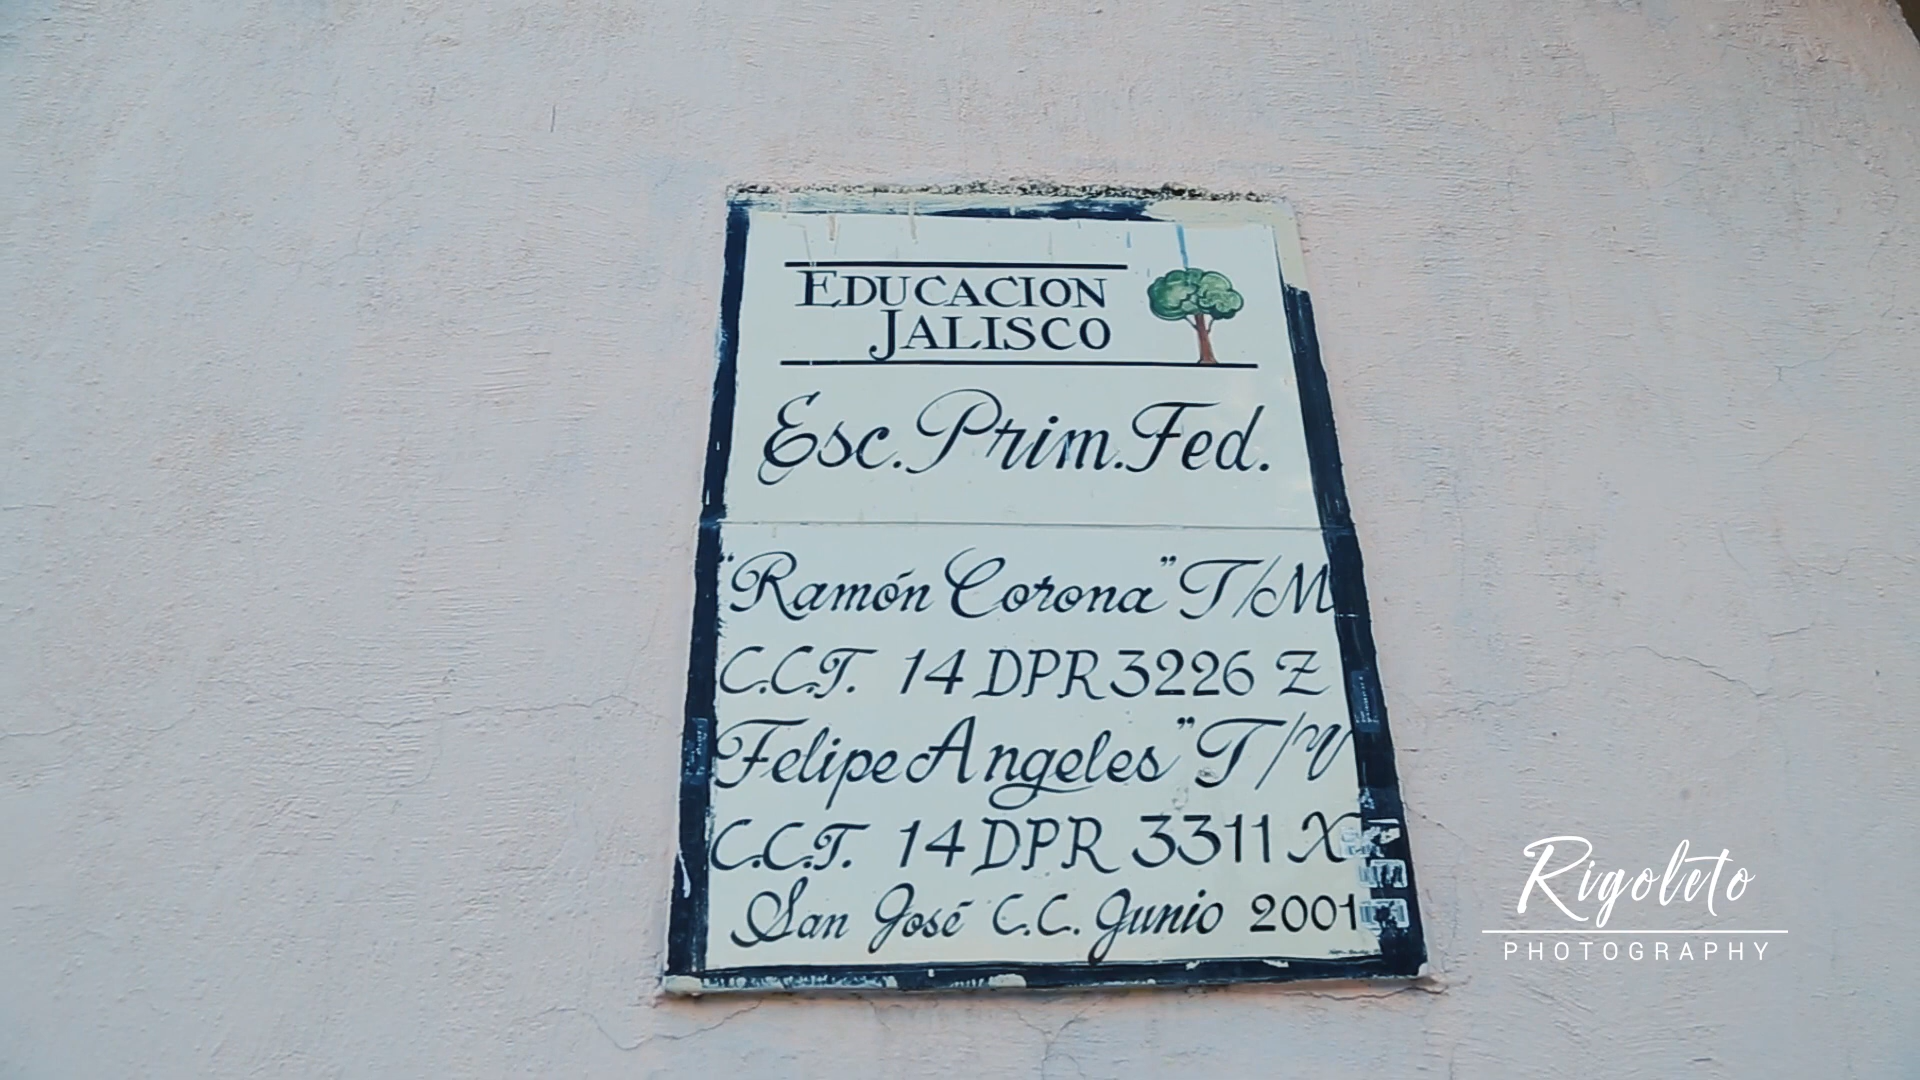 EDUCACION
JALISCO
Esc. Prim. Fed.
"Ramón Corona" T/M
C.C.T. 14 DPR 3226 Z
Felipe Angeles" T/V
C.C.T. 14 DPR 3311 X
San José C.C. Junio 2001
Rigoleto
PHOTOGRAPHY